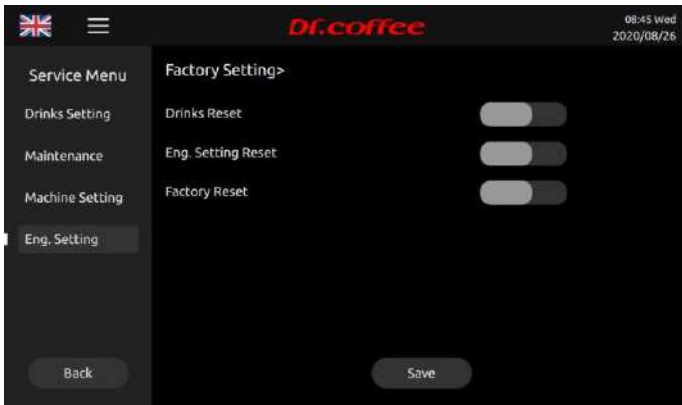 Dr.coffee
08:45 Wed
2020/08/26
Service Menu
Drinks Setting
Maintenance
Machine Setting
Eng. Setting
Back
Factory Setting>
Drinks Reset
Eng. Setting Reset
Factory Reset
Save